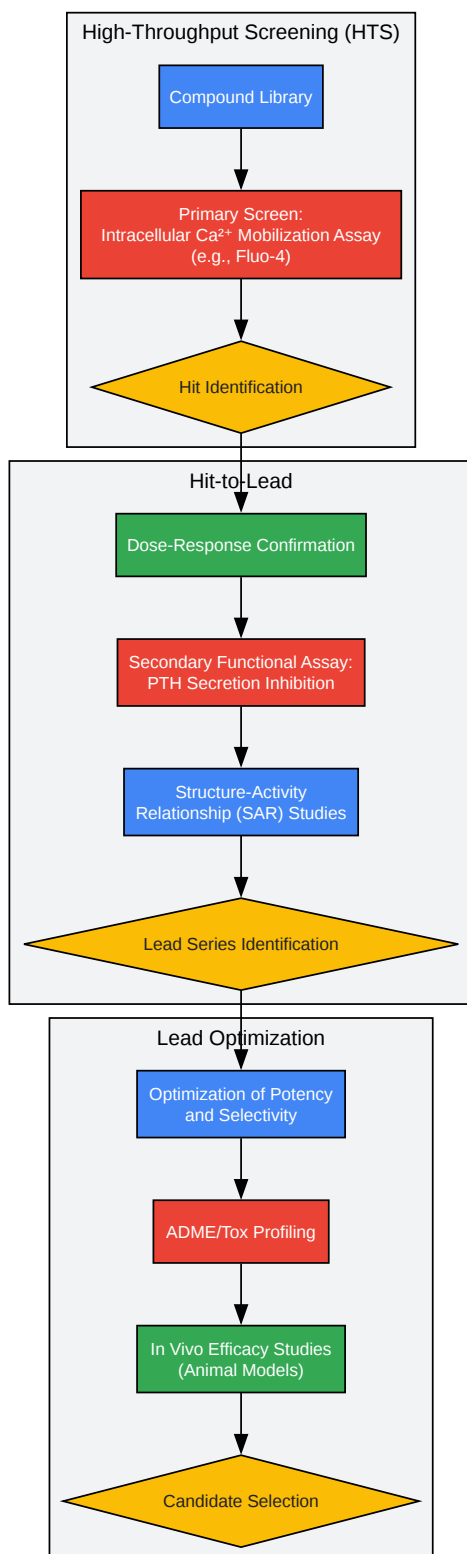 High-Throughput Screening (HTS)
Compound Library
Primary Screen:
Intracellular Ca²⁺ Mobilization Assay
(e.g., Fluo-4)
Hit Identification
Hit-to-Lead
Dose-Response Confirmation
Secondary Functional Assay:
PTH Secretion Inhibition
Structure-Activity
Relationship (SAR) Studies
Lead Series Identification
Lead Optimization
Optimization of Potency
and Selectivity
ADME/Tox Profiling
In Vivo Efficacy Studies
(Animal Models)
Candidate Selection